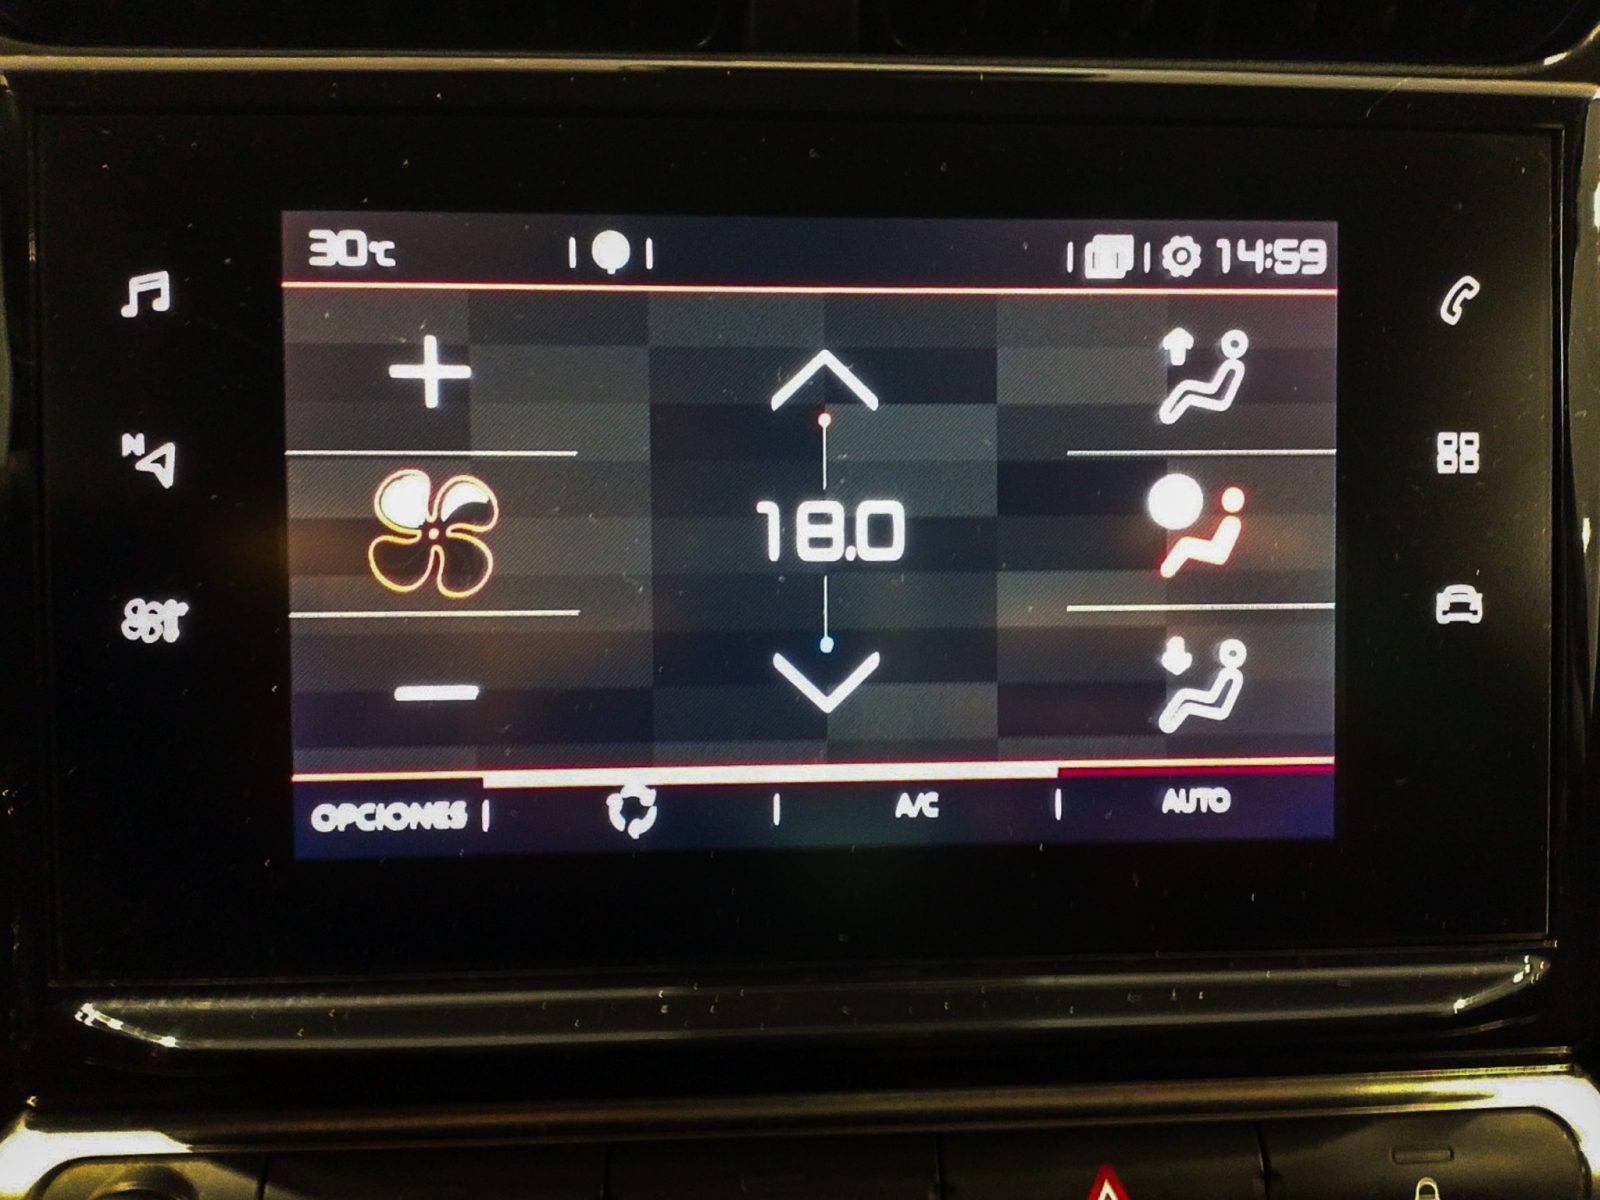 30°C
14:59
N
18.0
OPCIONES
A/C
AUTO